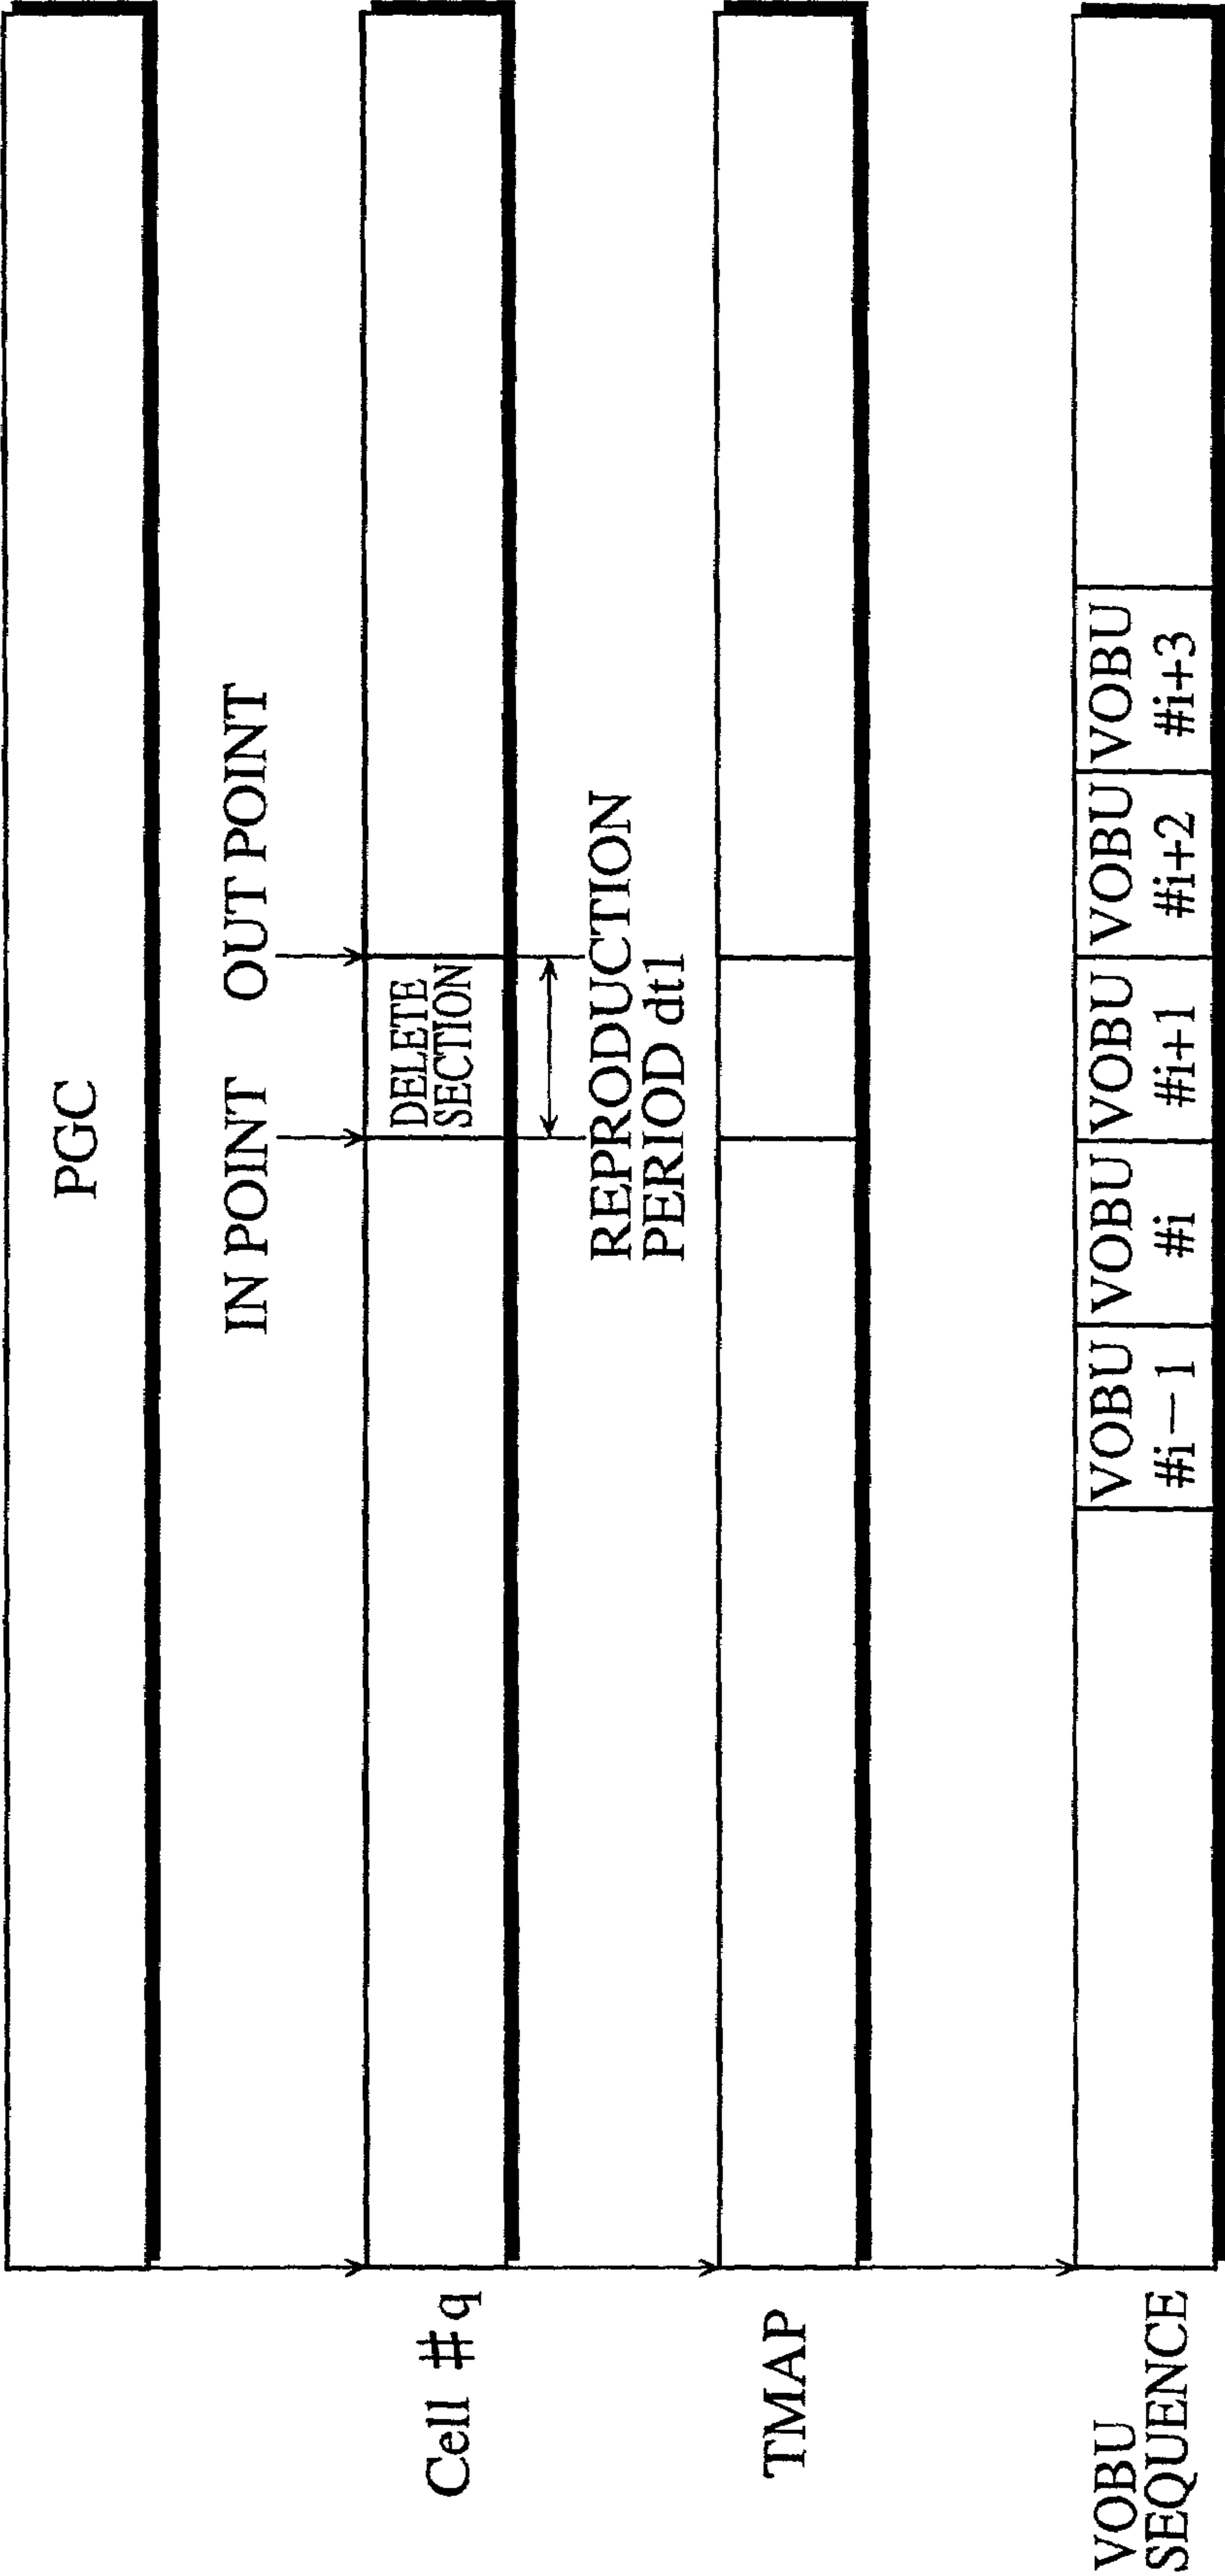 PGC
IN POINT
OUT POINT
Cell #q
DELETE
SECTION
REPRODUCTION
PERIOD dt1
TMAP
VOBU
SEQUENCE
VOBU
#i−1
VOBU
#i
VOBU
#i+1
VOBU
#i+2
VOBU
#i+3